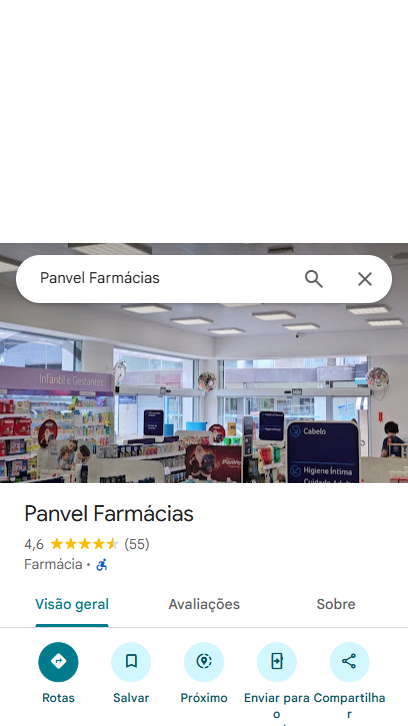 Panvel Farmácias
Infantil e Gestantes
Cabelo
Higiene Íntima
Cuidado Adulto
Panvel Farmácias
4,6 (55)
Farmácia ·
Visão geral Avaliações Sobre
Rotas Salvar Próximo Enviar para o Compartilhar